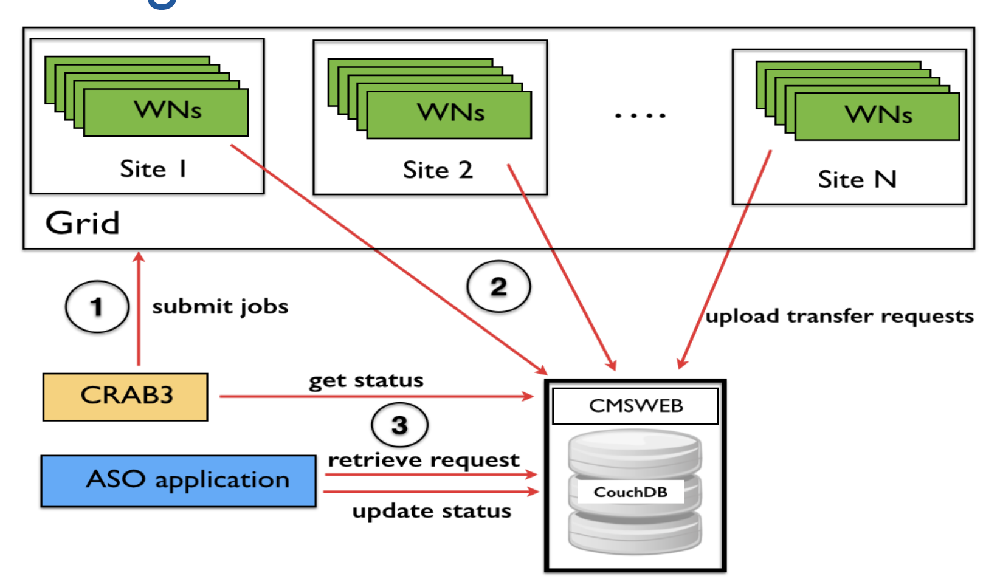 g
WNs
WNs
....
WNs
Site 1
Site 2
Site N
Grid
1
submit jobs
2
upload transfer requests
CRAB3
get status
3
CMSWEB
ASO application
retrieve request
update status
CouchDB